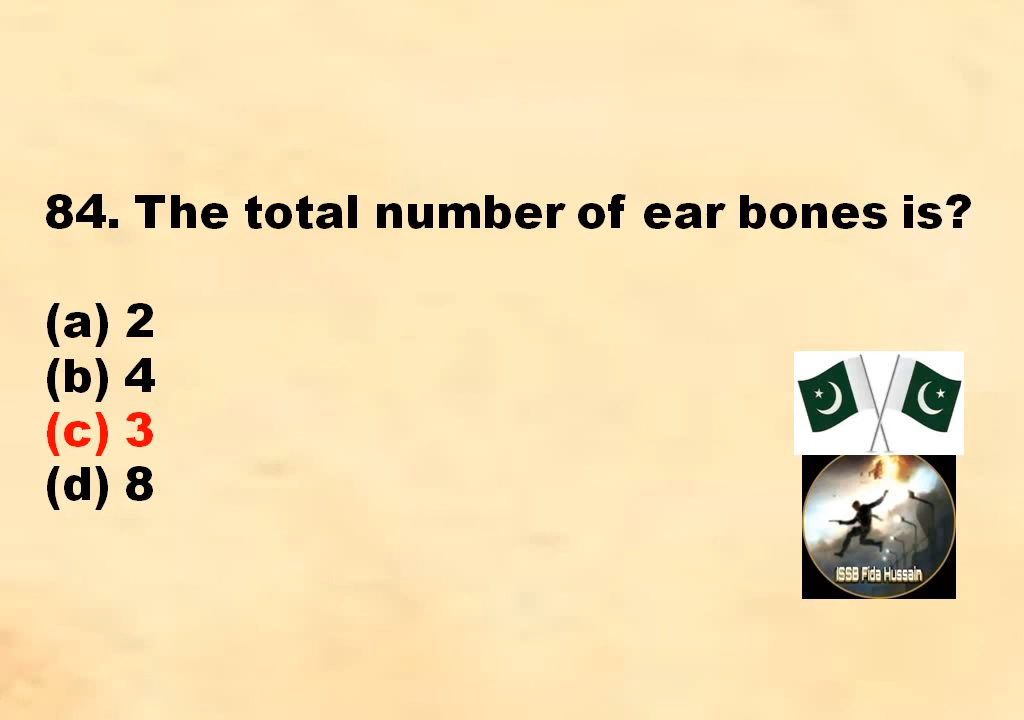 84. The total number of ear bones is?
(a) 2
(b) 4
(c) 3
(d) 8
ISSB Fida Hussain